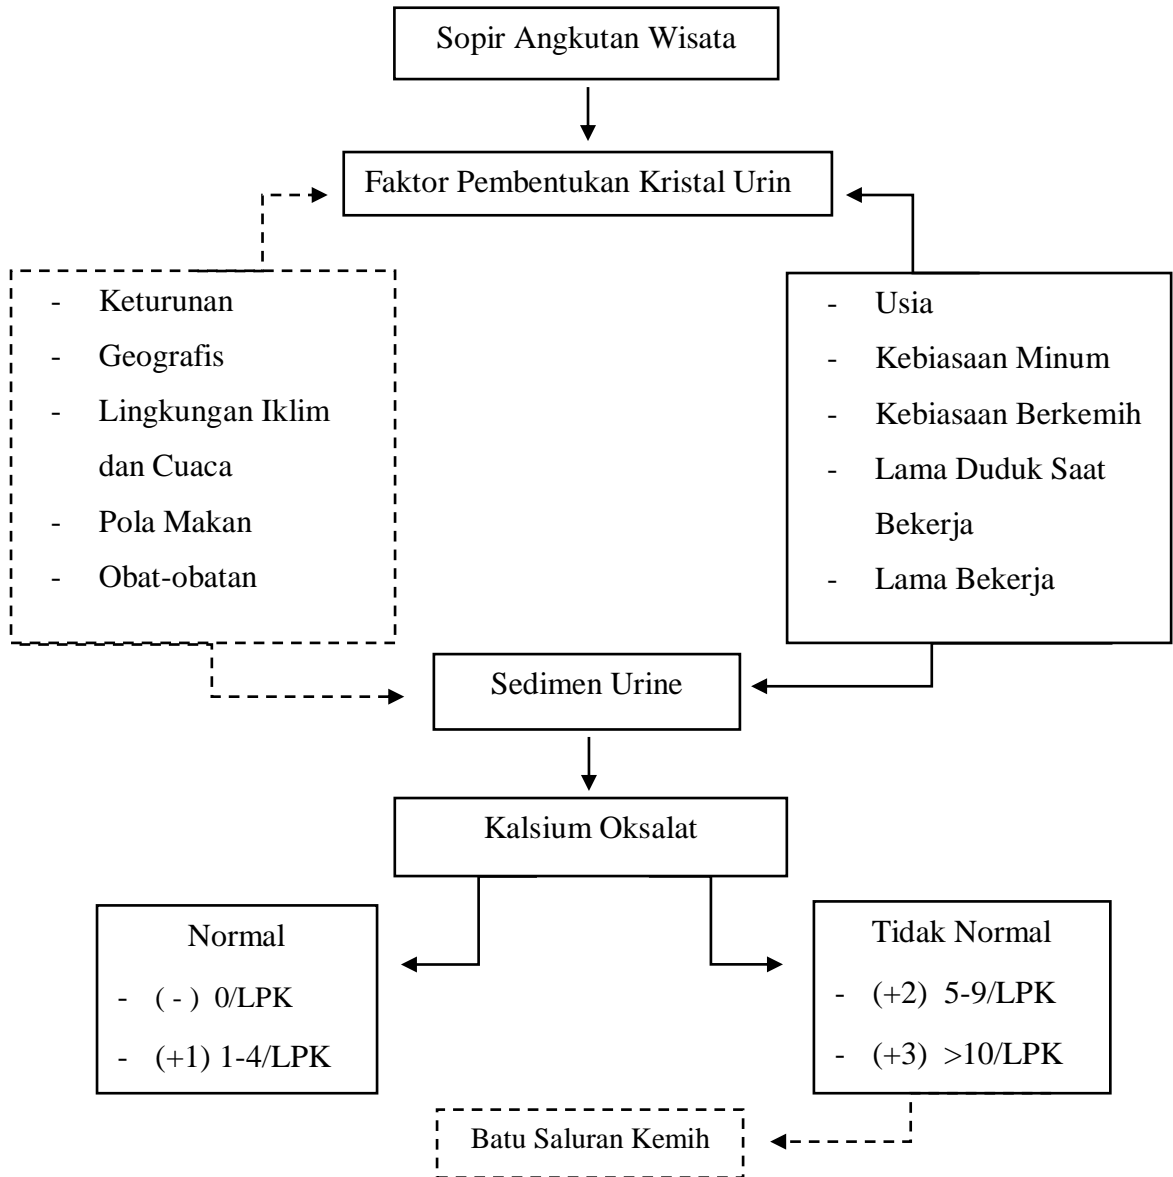 Sopir Angkutan Wisata
Faktor Pembentukan Kristal Urin
- Keturunan
- Geografis
- Lingkungan Iklim
dan Cuaca
- Pola Makan
- Obat-obatan
- Usia
- Kebiasaan Minum
- Kebiasaan Berkemih
- Lama Duduk Saat
Bekerja
- Lama Bekerja
Sedimen Urine
Kalsium Oksalat
Normal
- ( - ) 0/LPK
- (+1) 1-4/LPK
Tidak Normal
- (+2) 5-9/LPK
- (+3) >10/LPK
Batu Saluran Kemih